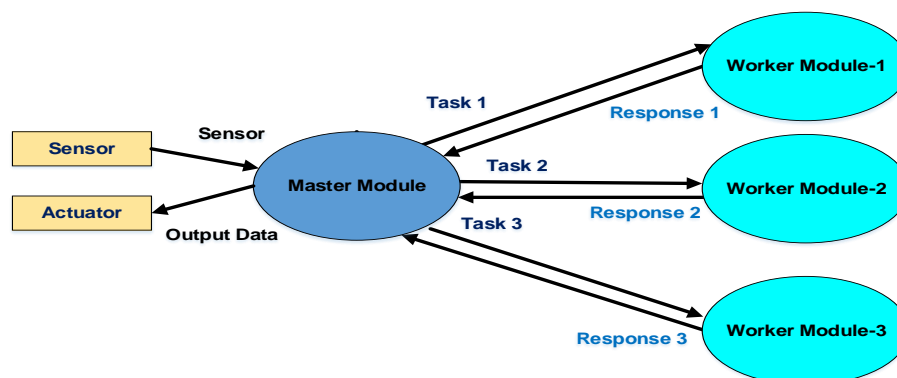 Worker Module-1
Task 1
Response 1
Sensor
Sensor
Master Module
Task 2
Worker Module-2
Actuator
Response 2
Task 3
Output Data
Response 3
Worker Module-3